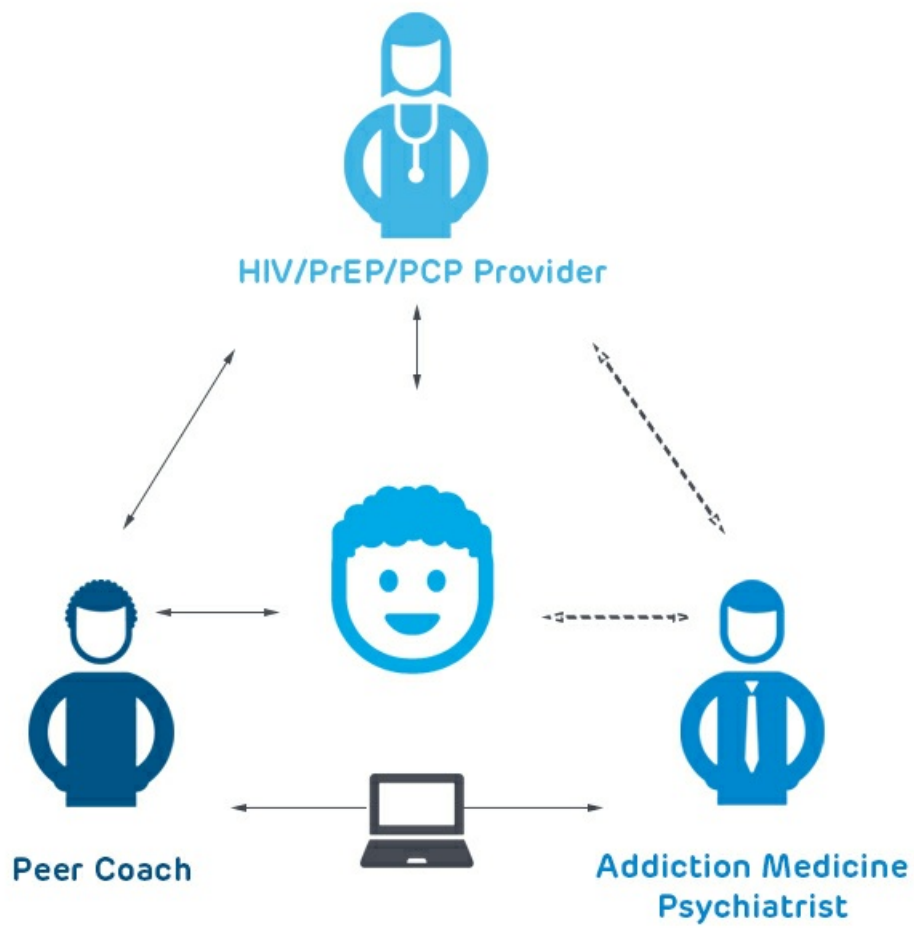 HIV/PrEP/PCP Provider
Peer Coach
Addiction Medicine
Psychiatrist